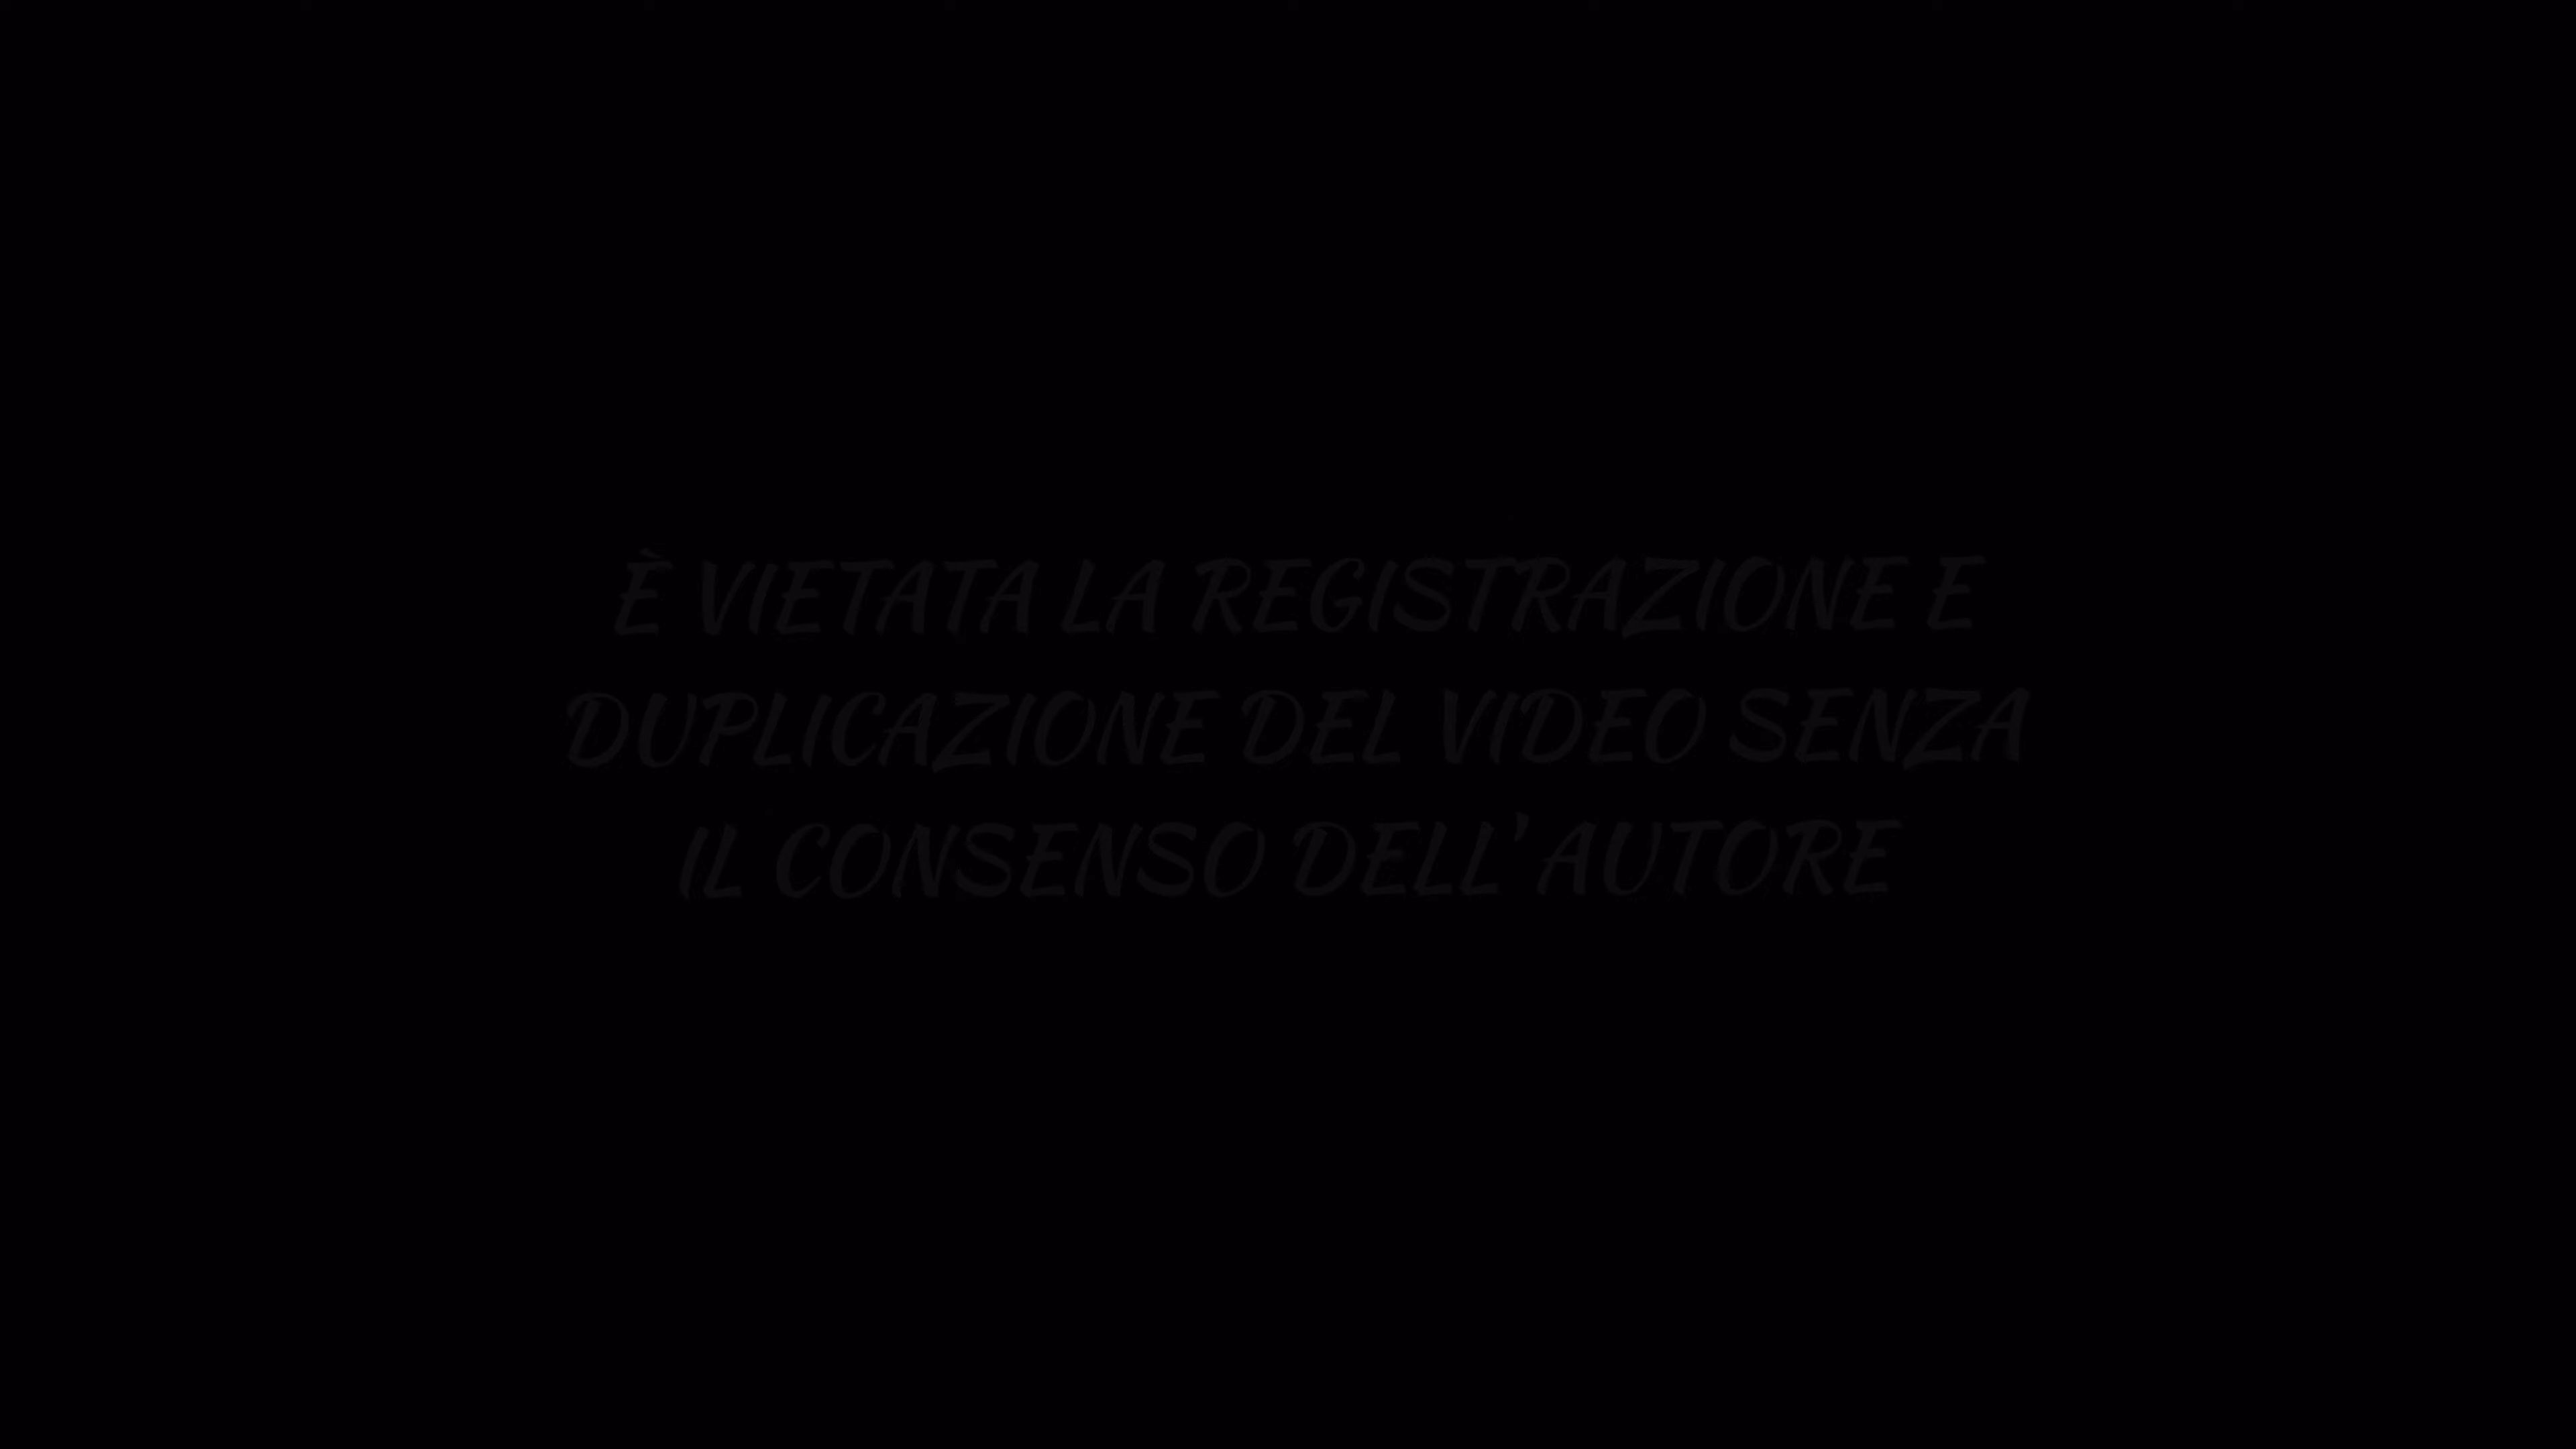 È VIETATA LA REGISTRAZIONE E
DUPLICAZIONE DEL VIDEO SENZA
IL CONSENSO DELL'AUTORE